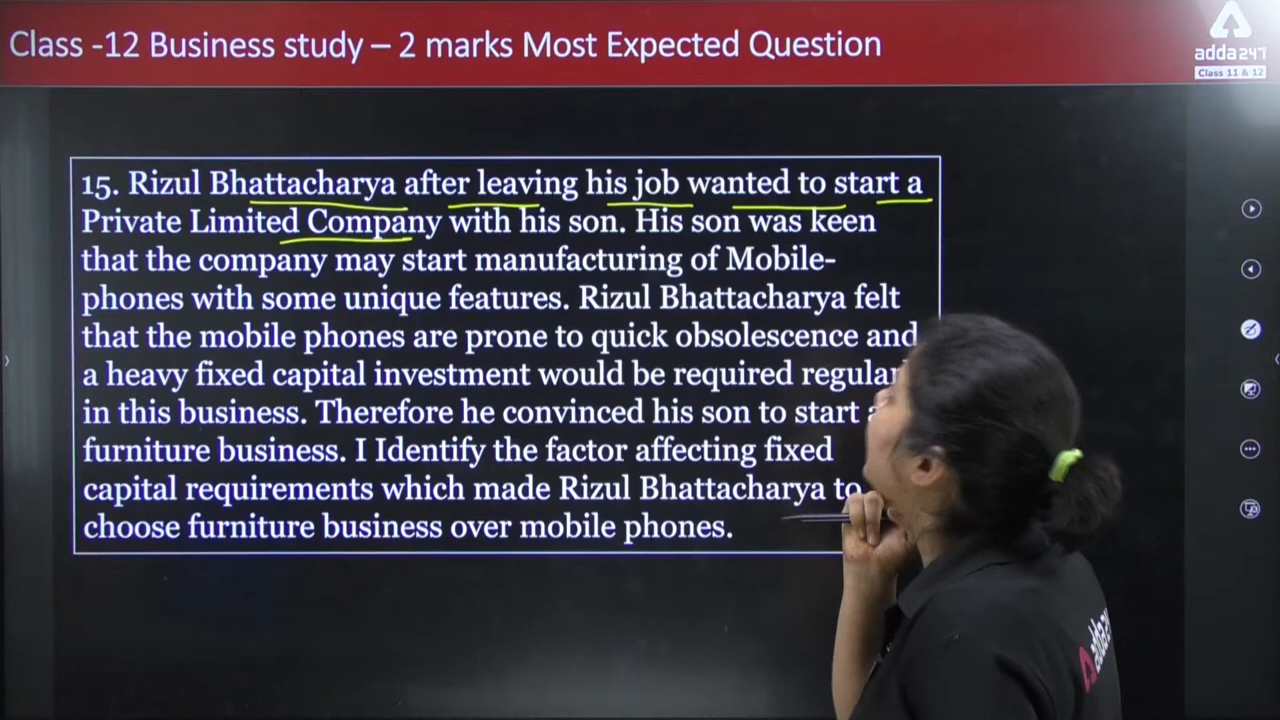 Class -12 Business study – 2 marks Most Expected Question
adda247
Class 11 & 12
15. Rizul Bhattacharya after leaving his job wanted to start a
Private Limited Company with his son. His son was keen
that the company may start manufacturing of Mobile-
phones with some unique features. Rizul Bhattacharya felt
that the mobile phones are prone to quick obsolescence and
a heavy fixed capital investment would be required
in this business. Therefore he convinced his son to start
furniture business. I Identify the factor affecting fixed
capital requirements which made Rizul Bhattacharya to
choose furniture business over mobile phones.